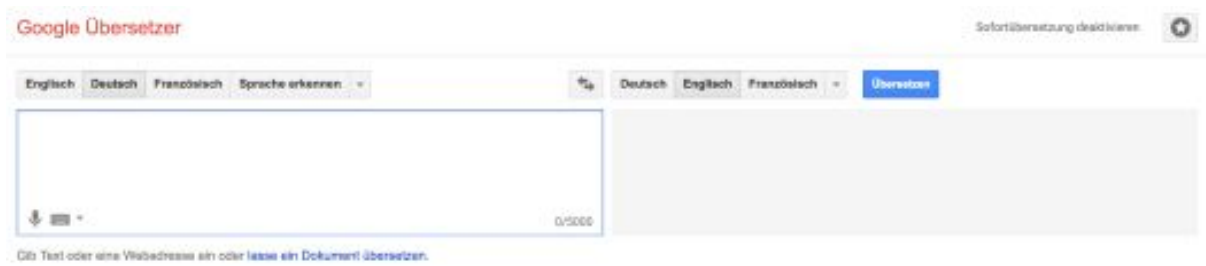 Google Übersetzer
Sofortübersetzung deaktivieren
Englisch Deutsch Französisch Sprache erkennen
Deutsch Englisch Französisch Übersetzen
0/5000
Gib Text oder eine Webadresse ein oder lasse ein Dokument übersetzen.